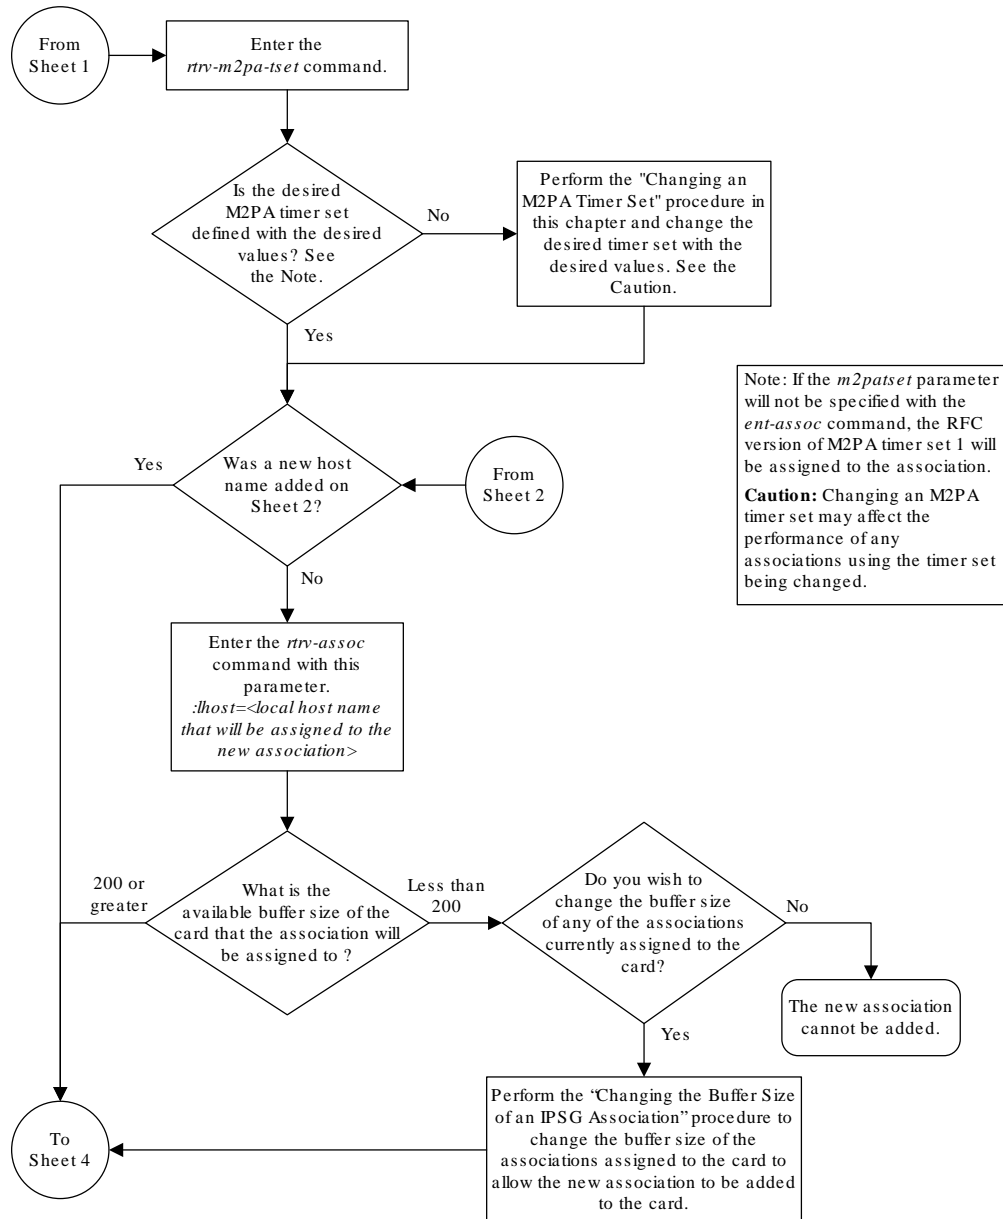 From
Sheet 1
Enter the
rtrv-m2pa-tset command.
Is the desired
M2PA timer set
defined with the desired
values? See
the Note.
No
Perform the "Changing an
M2PA Timer Set" procedure in
this chapter and change the
desired timer set with the
desired values. See the
Caution.
Yes
Note: If the m2patset parameter
will not be specified with the
ent-assoc command, the RFC
version of M2PA timer set 1 will
be assigned to the association.
Caution: Changing an M2PA
timer set may affect the
performance of any
associations using the timer set
being changed.
Yes
Was a new host
name added on
Sheet 2?
From
Sheet 2
No
Enter the rtrv-assoc
command with this
parameter.
:lhost=<local host name
that will be assigned to the
new association>
200 or
greater
What is the
available buffer size of the
card that the association will
be assigned to ?
Less than
200
Do you wish to
change the buffer size
of any of the associations
currently assigned to the
card?
No
The new association
cannot be added.
Yes
Perform the “Changing the Buffer Size
of an IPSG Association” procedure to
change the buffer size of the
associations assigned to the card to
allow the new association to be added
to the card.
To
Sheet 4